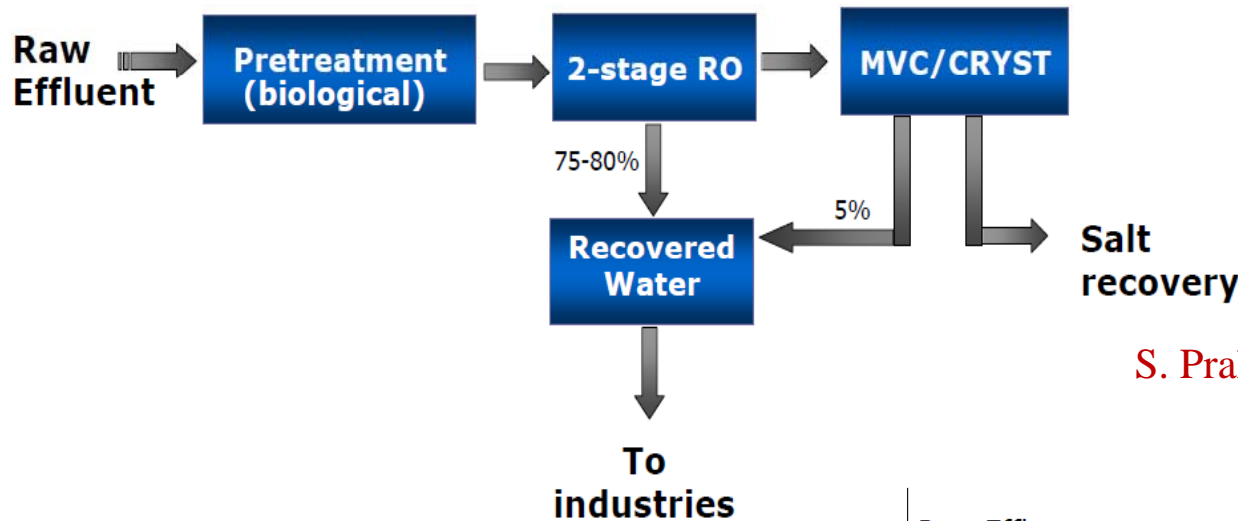 Raw
Effluent
Pretreatment
(biological)
2-stage RO
MVC/CRYST
75-80%
5%
Recovered
Water
Salt
recovery
S.
To
industries